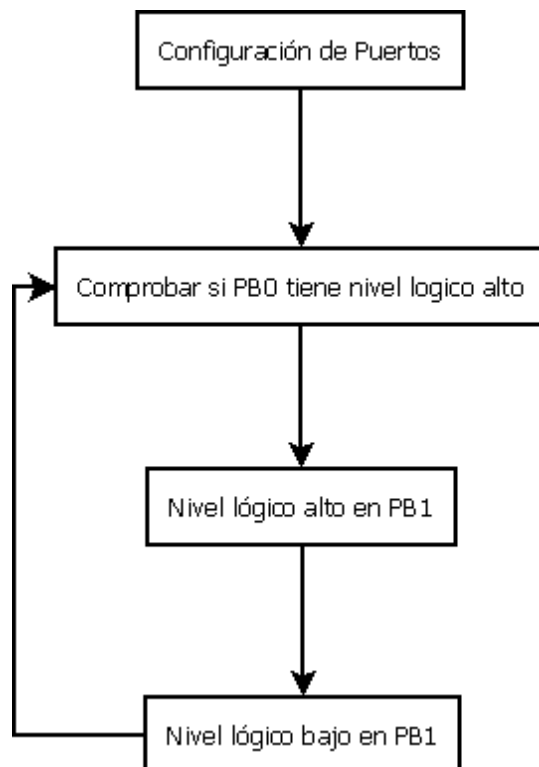 Configuración de Puertos
Comprobar si PB0 tiene nivel logico alto
Nivel lógico alto en PB1
Nivel lógico bajo en PB1